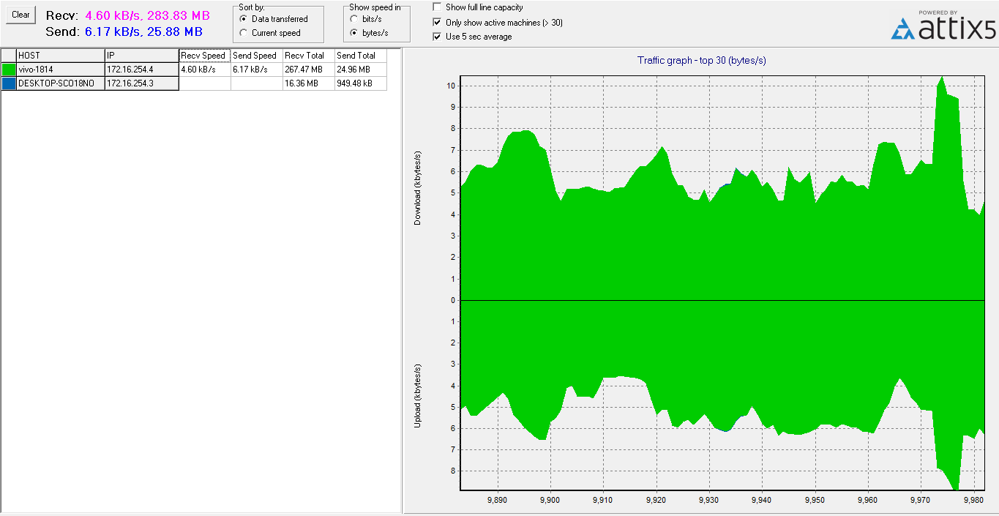 Clear
Recv: 4.60 kB/s, 283.83 MB
Send: 6.17 kB/s, 25.88 MB
Sort by:
Data transferred
Current speed
Show speed in
bits/s
bytes/s
Show full line capacity
Only show active machines (> 30)
Use 5 sec average
POWERED BY
attix5
HOST IP Recv Speed Send Speed Recv Total Send Total
vivo-1814 172.16.254.4 4.60 kB/s 6.17 kB/s 267.47 MB 24.96 MB
DESKTOP-SCO18NO 172.16.254.3 16.36 MB 949.48 kB
Traffic graph - top 30 (bytes/s)
Download (kbytes/s)
10
9
8
7
6
5
4
3
2
1
0
Upload (kbytes/s)
1
2
3
4
5
6
7
8
9,890 9,900 9,910 9,920 9,930 9,940 9,950 9,960 9,970 9,980